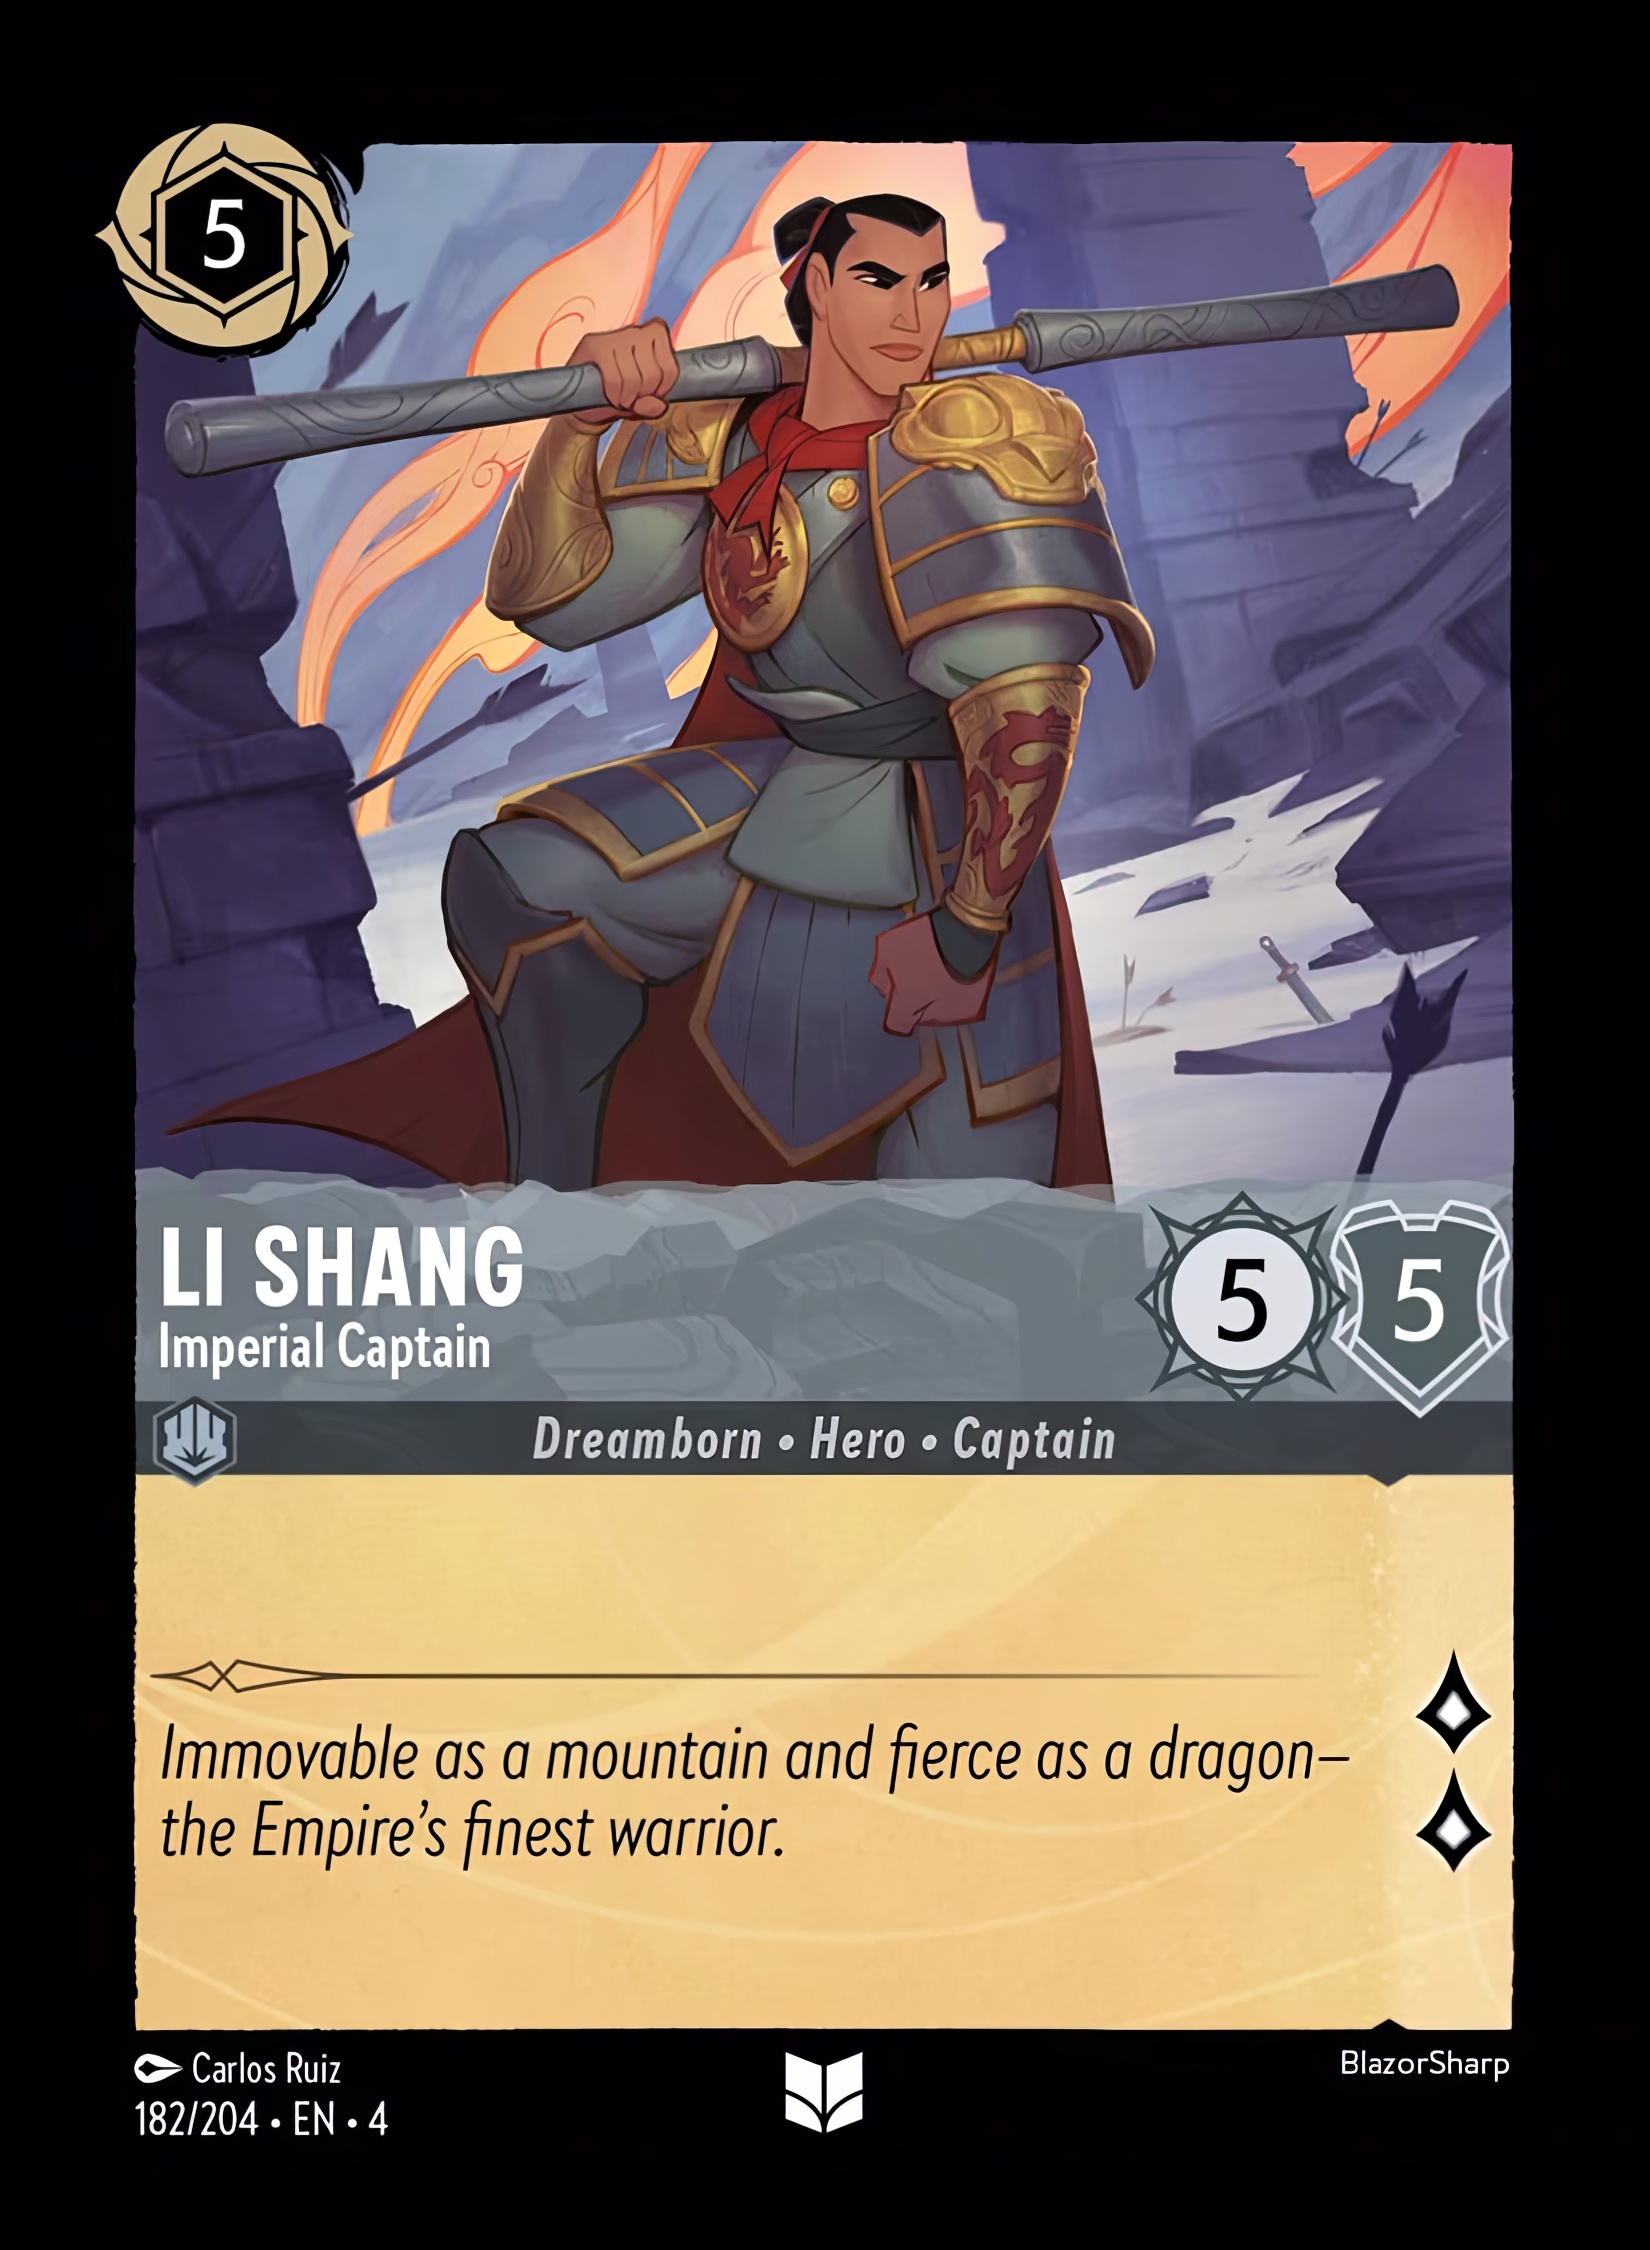 5
LI SHANG
Imperial Captain
5 5
Dreamborn • Hero • Captain
Immovable as a mountain and fierce as a dragon–
the Empire’s finest warrior.
Carlos Ruiz
BlazorSharp
182/204 • EN • 4